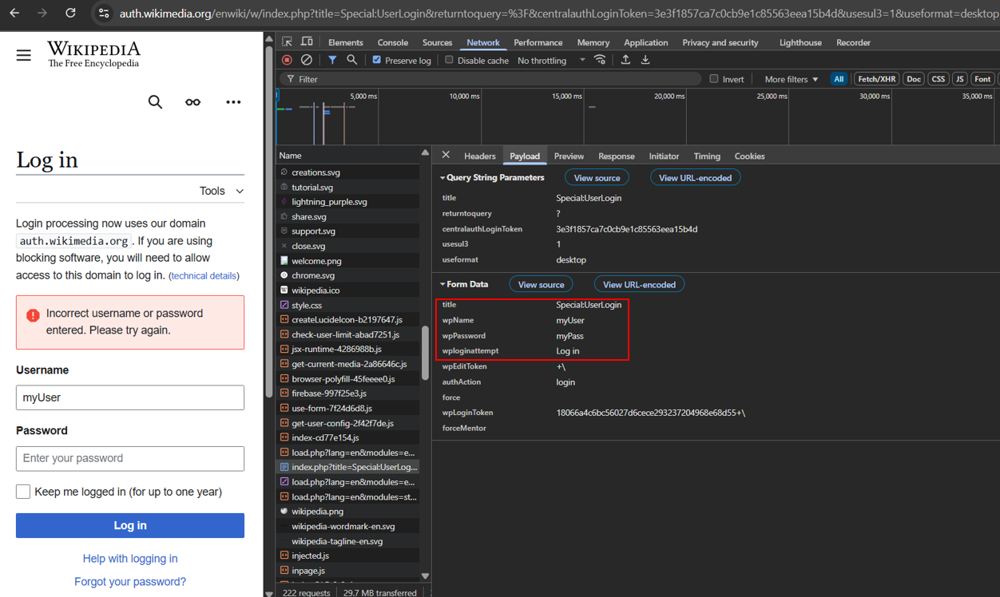 auth.wikimedia.org/enwiki/w/index.php?title=Special:UserLogin&returntoquery=%3F&centralauthLoginToken=3e3f1857ca7c0cb9e1c85563eea15b4d&usesul3=1&useformat=desktop
WIKIPEDIA
The Free Encyclopedia
Log in
Tools
Login processing now uses our domain
auth.wikimedia.org . If you are using
blocking software, you will need to allow
access to this domain to log in. (technical details)
Incorrect username or password
entered. Please try again.
Username
myUser
Password
Enter your password
Keep me logged in (for up to one year)
Log in
Help with logging in
Forgot your password?
Elements Console Sources Network Performance Memory Application Privacy and security Lighthouse Recorder
Preserve log Disable cache No throttling
Filter Invert More filters All Fetch/XHR Doc CSS JS Font
5,000 ms 10,000 ms 15,000 ms 20,000 ms 25,000 ms 30,000 ms 35,000 ms
Name
creations.svg
tutorial.svg
lightning_purple.svg
share.svg
support.svg
close.svg
welcome.png
chrome.svg
wikipedia.ico
style.css
createLucideIcon-b2197647.js
check-user-limit-abad7251.js
jsx-runtime-4286988b.js
get-current-media-2a86646c.js
browser-polyfill-45feeee0.js
firebase-997f25e3.js
use-form-7f24d6d8.js
get-user-config-2f42f7de.js
index-cd77e154.js
load.php?lang=en&modules=e...
index.php?title=Special:UserLog...
load.php?lang=en&modules=e...
load.php?lang=en&modules=st...
wikipedia.png
wikipedia-wordmark-en.svg
wikipedia-tagline-en.svg
injected.js
inpage.js
222 requests 29.7 MB transferred
Headers Payload Preview Response Initiator Timing Cookies
Query String Parameters View source View URL-encoded
title Special:UserLogin
returntoquery ?
centralauthLoginToken 3e3f1857ca7c0cb9e1c85563eea15b4d
usesul3 1
useformat desktop
Form Data View source View URL-encoded
title Special:UserLogin
wpName myUser
wpPassword myPass
wploginattempt Log in
wpEditToken +\
authAction login
force
wpLoginToken 18066a4c6bc56027d6cece293237204968e68d55+\
forceMentor